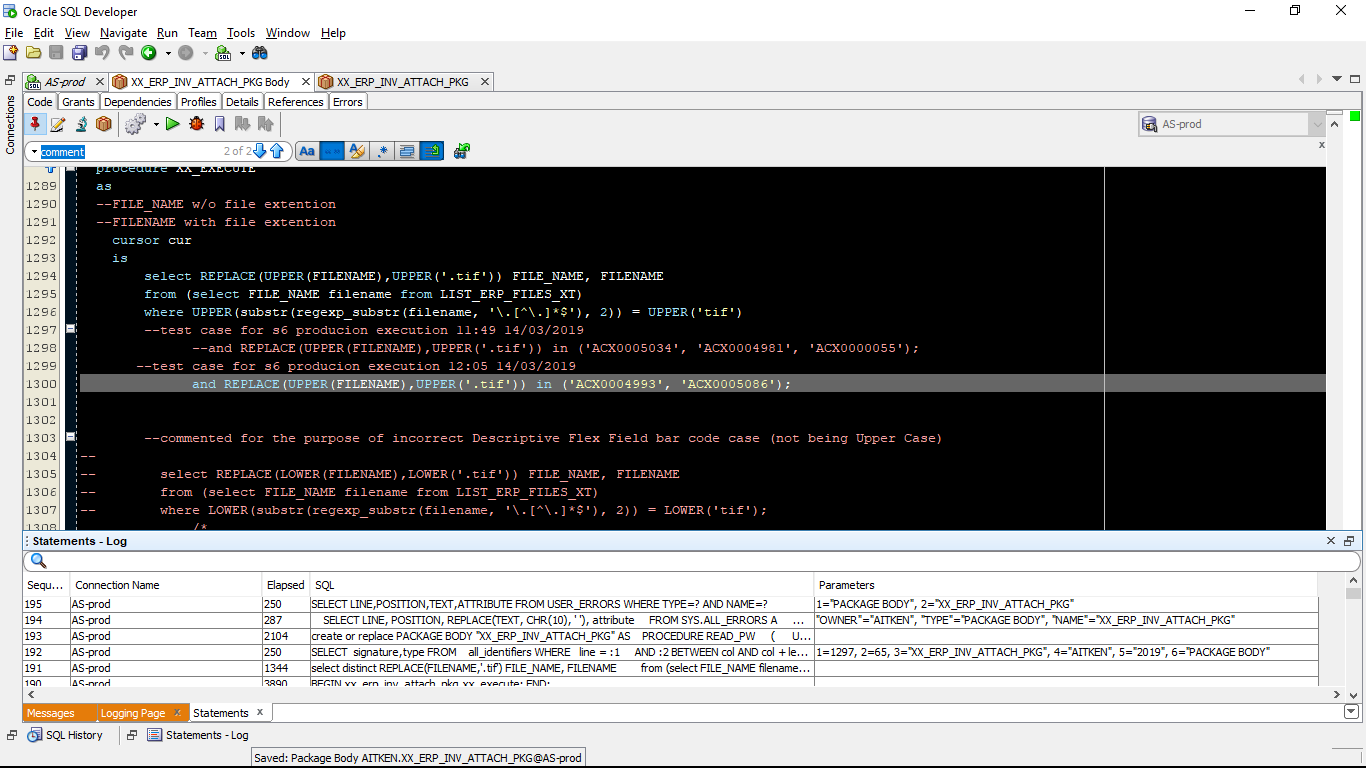 Oracle SQL Developer
File Edit View Navigate Run Team Tools Window Help
AS-prod XX_ERP_INV_ATTACH_PKG Body XX_ERP_INV_ATTACH_PKG
Connections
Code Grants Dependencies Profiles Details References Errors
AS-prod
comment 2 of 2 Aa
procedure XX_EXECUTE
1289 as
1290 --FILE_NAME w/o file extention
1291 --FILENAME with file extention
1292 cursor cur
1293 is
1294 select REPLACE(UPPER(FILENAME),UPPER('.tif')) FILE_NAME, FILENAME
1295 from (select FILE_NAME filename from LIST_ERP_FILES_XT)
1296 where UPPER(substr(regexp_substr(filename, '\.[^\.]*$'), 2)) = UPPER('tif')
1297 --test case for s6 producion execution 11:49 14/03/2019
1298 --and REPLACE(UPPER(FILENAME),UPPER('.tif')) in ('ACX0005034', 'ACX0004981', 'ACX0000055');
1299 --test case for s6 producion execution 12:05 14/03/2019
1300 and REPLACE(UPPER(FILENAME),UPPER('.tif')) in ('ACX0004993', 'ACX0005086');
1301
1302
1303 --commented for the purpose of incorrect Descriptive Flex Field bar code case (not being Upper Case)
1304 --
1305 -- select REPLACE(LOWER(FILENAME),LOWER('.tif')) FILE_NAME, FILENAME
1306 -- from (select FILE_NAME filename from LIST_ERP_FILES_XT)
1307 -- where LOWER(substr(regexp_substr(filename, '\.[^\.]*$'), 2)) = LOWER('tif');
1308 /*
Statements - Log
Sequ... Connection Name Elapsed SQL Parameters
195 AS-prod 250 SELECT LINE,POSITION,TEXT,ATTRIBUTE FROM USER_ERRORS WHERE TYPE=? AND NAME=? 1="PACKAGE BODY", 2="XX_ERP_INV_ATTACH_PKG"
194 AS-prod 287 SELECT LINE, POSITION, REPLACE(TEXT, CHR(10), ' '), attribute FROM SYS.ALL_ERRORS A ... "OWNER"="AITKEN", "TYPE"="PACKAGE BODY", "NAME"="XX_ERP_INV_ATTACH_PKG"
193 AS-prod 2104 create or replace PACKAGE BODY "XX_ERP_INV_ATTACH_PKG" AS PROCEDURE READ_PW ( U...
192 AS-prod 250 SELECT signature,type FROM all_identifiers WHERE line = :1 AND :2 BETWEEN col AND col + le... 1=1297, 2=65, 3="XX_ERP_INV_ATTACH_PKG", 4="AITKEN", 5="2019", 6="PACKAGE BODY"
191 AS-prod 1344 select distinct REPLACE(FILENAME,'.tif') FILE_NAME, FILENAME from (select FILE_NAME filename...
190 AS-prod 3890 BEGIN xx_erp_inv_attach_pkg.xx_execute; END;
Messages Logging Page Statements
SQL History Statements - Log
Saved: Package Body AITKEN.XX_ERP_INV_ATTACH_PKG@AS-prod